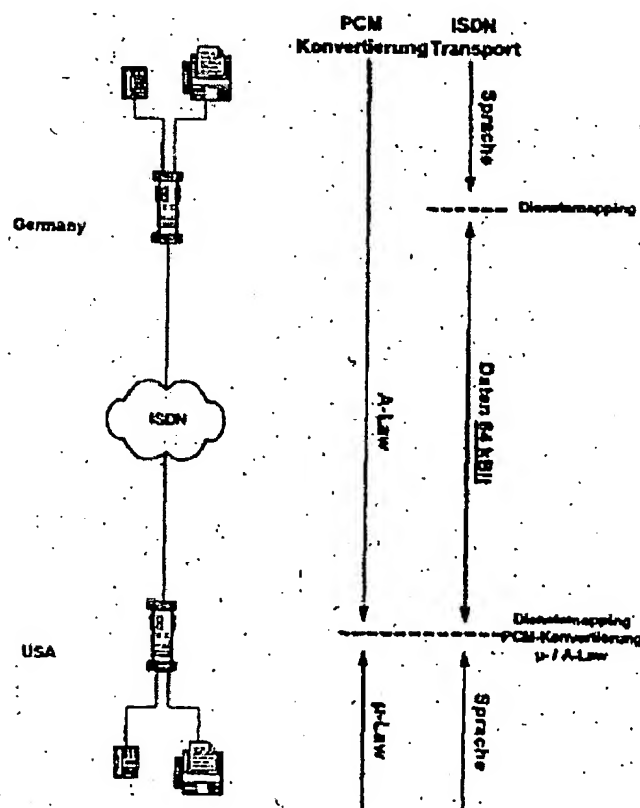 PCM
Konvertierung
ISDN
Transport
Sprache
Dienstemapping
Germany
ISDN
A-Law
Daten 64 kBit
USA
Dienstemapping
PCM-Konvertierung
µ- / A-Law
µ-Law
Sprache